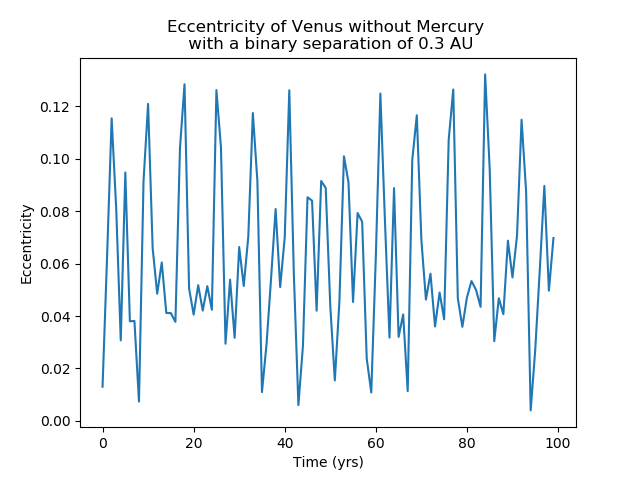 Eccentricity of Venus without Mercury
with a binary separation of 0.3 AU
0.12
0.10
0.08
0.06
0.04
0.02
0.00
Eccentricity
0 20 40 60 80 100
Time (yrs)